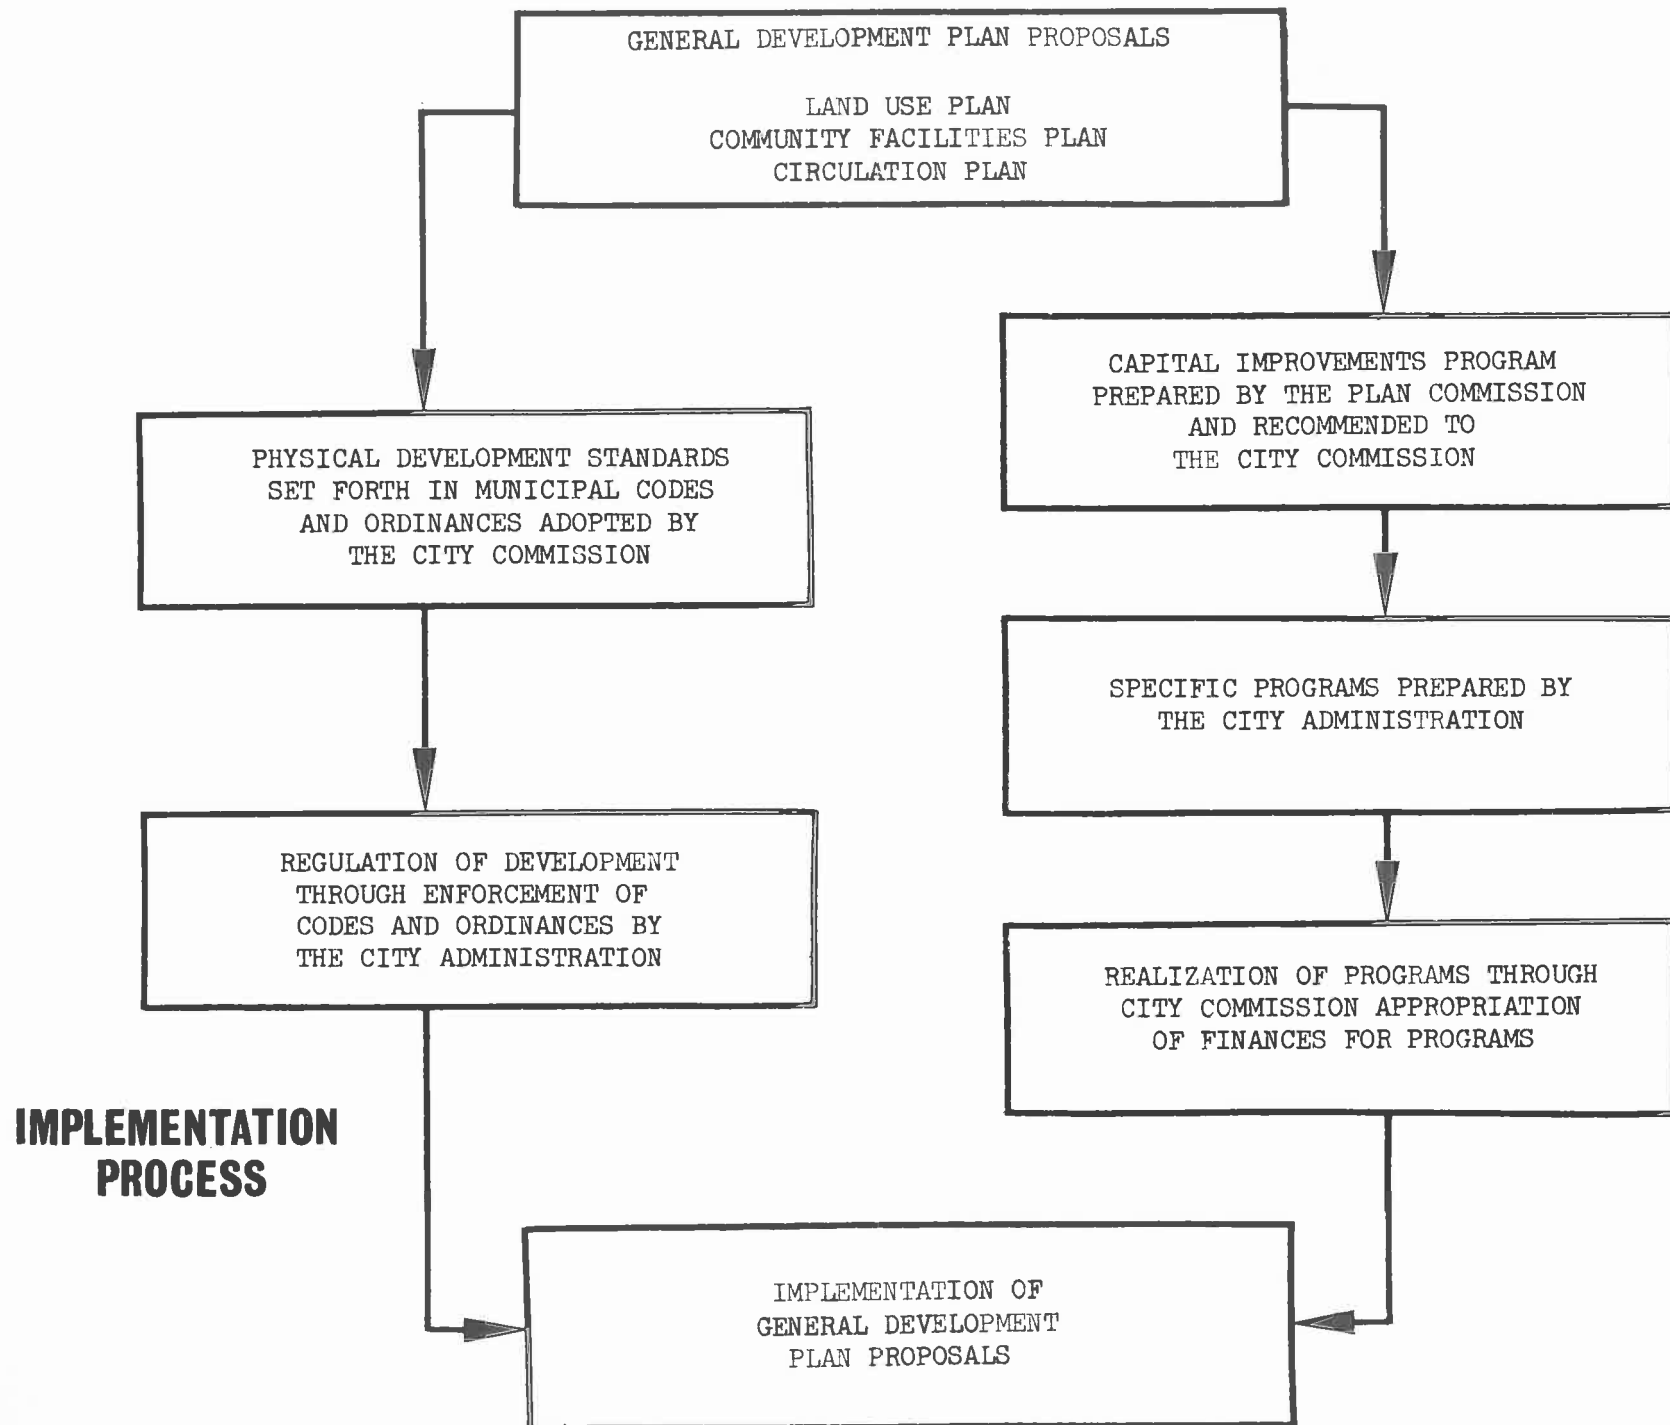 GENERAL DEVELOPMENT PLAN PROPOSALS
LAND USE PLAN
COMMUNITY FACILITIES PLAN
CIRCULATION PLAN
PHYSICAL DEVELOPMENT STANDARDS
SET FORTH IN MUNICIPAL CODES
AND ORDINANCES ADOPTED BY
THE CITY COMMISSION
REGULATION OF DEVELOPMENT
THROUGH ENFORCEMENT OF
CODES AND ORDINANCES BY
THE CITY ADMINISTRATION
CAPITAL IMPROVEMENTS PROGRAM
PREPARED BY THE PLAN COMMISSION
AND RECOMMENDED TO
THE CITY COMMISSION
SPECIFIC PROGRAMS PREPARED BY
THE CITY ADMINISTRATION
REALIZATION OF PROGRAMS THROUGH
CITY COMMISSION APPROPRIATION
OF FINANCES FOR PROGRAMS
IMPLEMENTATION
PROCESS
IMPLEMENTATION OF
GENERAL DEVELOPMENT
PLAN PROPOSALS